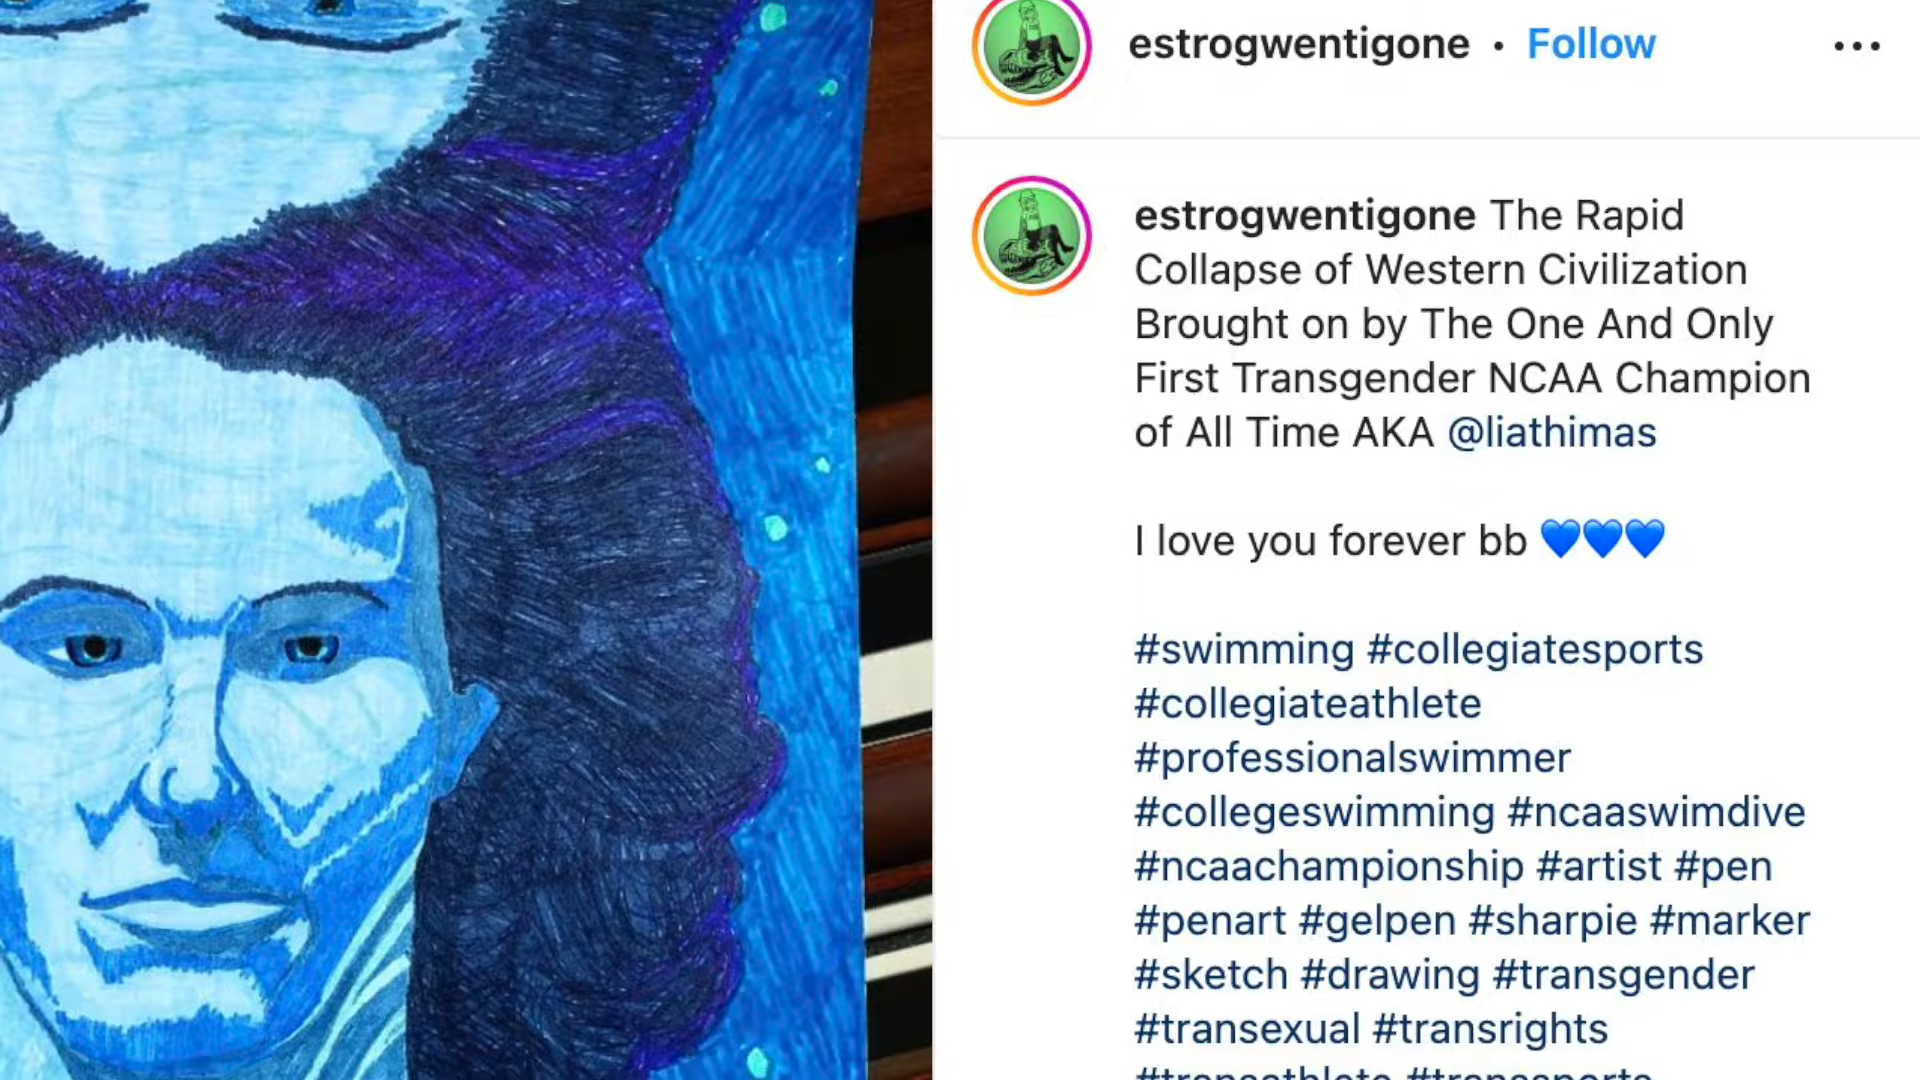 estrogwentigone • Follow
estrogwentigone The Rapid
Collapse of Western Civilization
Brought on by The One And Only
First Transgender NCAA Champion
of All Time AKA @liathimas
I love you forever bb 💙💙💙
#swimming #collegiatesports
#collegiateathlete
#professionalswimmer
#collegeswimming #ncaaswimdive
#ncaachampionship #artist #pen
#penart #gelpen #sharpie #marker
#sketch #drawing #transgender
#transexual #transrights
#transathlete #transsports